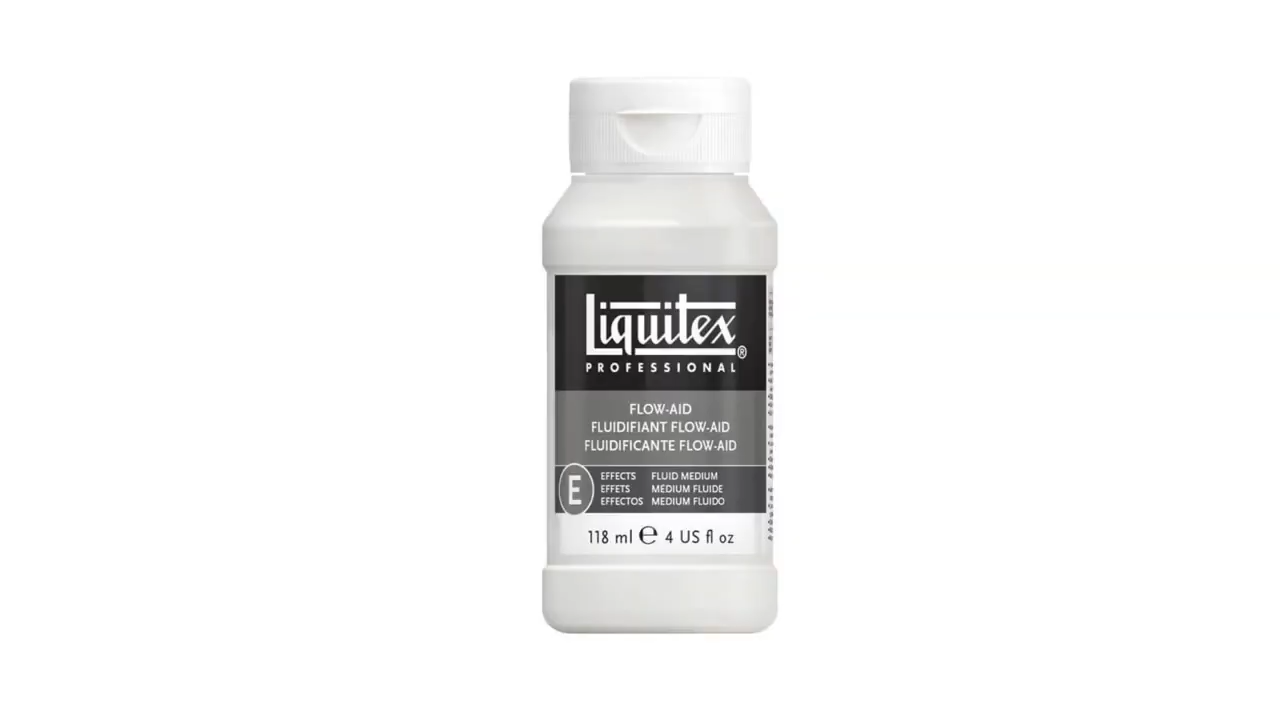 Liquitex®
PROFESSIONAL
FLOW-AID
FLUIDIFIANT FLOW-AID
FLUIDIFICANTE FLOW-AID
E
EFFECTS FLUID MEDIUM
EFFETS MEDIUM FLUIDE
EFFECTOS MEDIUM FLUIDO
118 ml ℮ 4 US fl oz